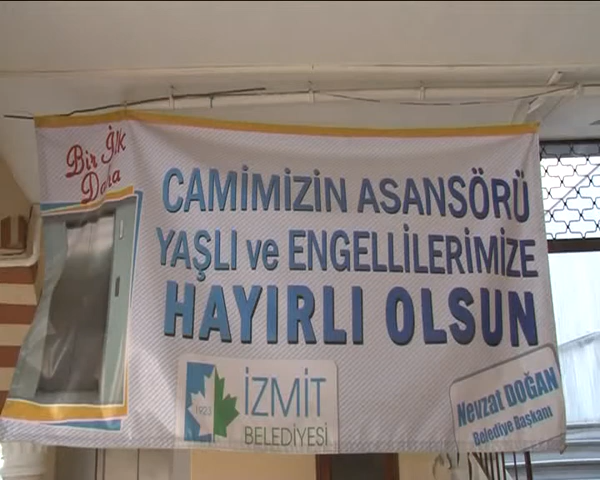 Bir İlk
Daha
CAMİMİZİN ASANSÖRÜ
YAŞLI ve ENGELLİLERİMİZE
HAYIRLI OLSUN
1923
İZMİT
BELEDİYESİ
Nevzat DOĞAN
Belediye Başkanı